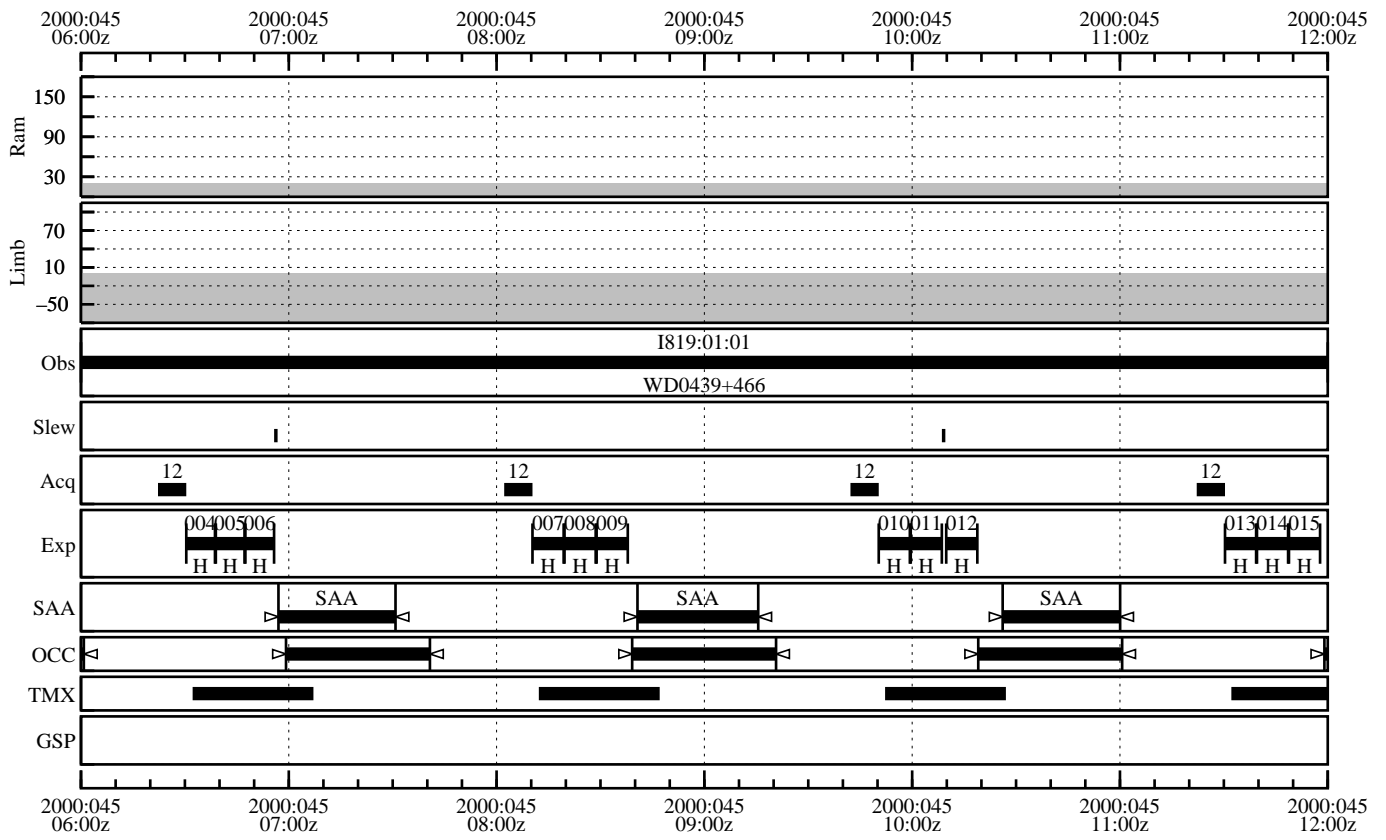 2000:045 2000:045 2000:045 2000:045 2000:045 2000:045 2000:045
06:00z 07:00z 08:00z 09:00z 10:00z 11:00z 12:00z
Ram
150
90
30
Limb
70
10
−50
Obs
I819:01:01
WD0439+466
Slew
Acq
12 12 12 12
Exp
004005006 007008009 010011012 013014015
H H H H H H H H H H H H
SAA
SAA SAA SAA
OCC
TMX
GSP
2000:045 2000:045 2000:045 2000:045 2000:045 2000:045 2000:045
06:00z 07:00z 08:00z 09:00z 10:00z 11:00z 12:00z